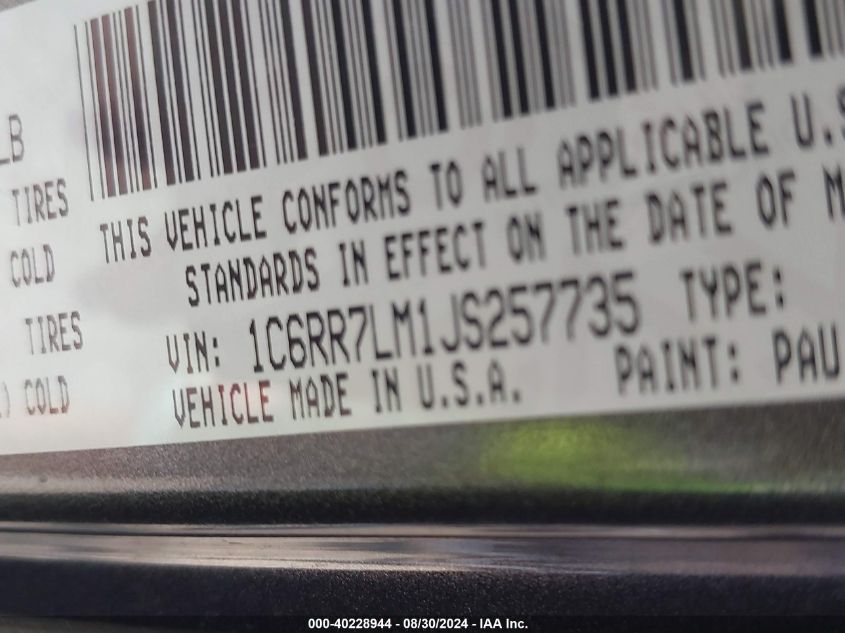 LB
TIRES
COLD
TIRES
) COLD
THIS VEHICLE CONFORMS TO ALL APPLICABLE U.S
STANDARDS IN EFFECT ON THE DATE OF M
VIN: 1C6RR7LM1JS257735 TYPE:
VEHICLE MADE IN U.S.A. PAINT: PAU
000-40228944 - 08/30/2024 - IAA Inc.